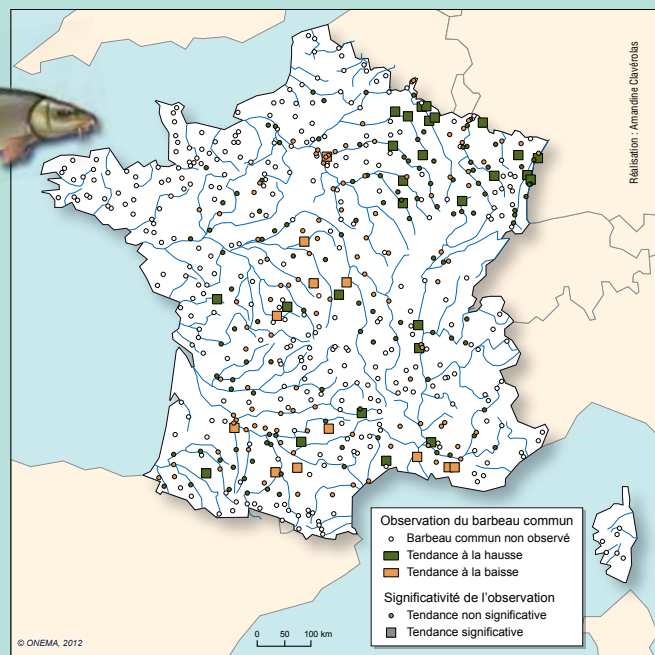 Réalisation : Amandine Clavérolas
Observation du barbeau commun
Barbeau commun non observé
Tendance à la hausse
Tendance à la baisse
Significativité de l'observation
Tendance non significative
Tendance significative
© ONEMA, 2012
0 50 100 km